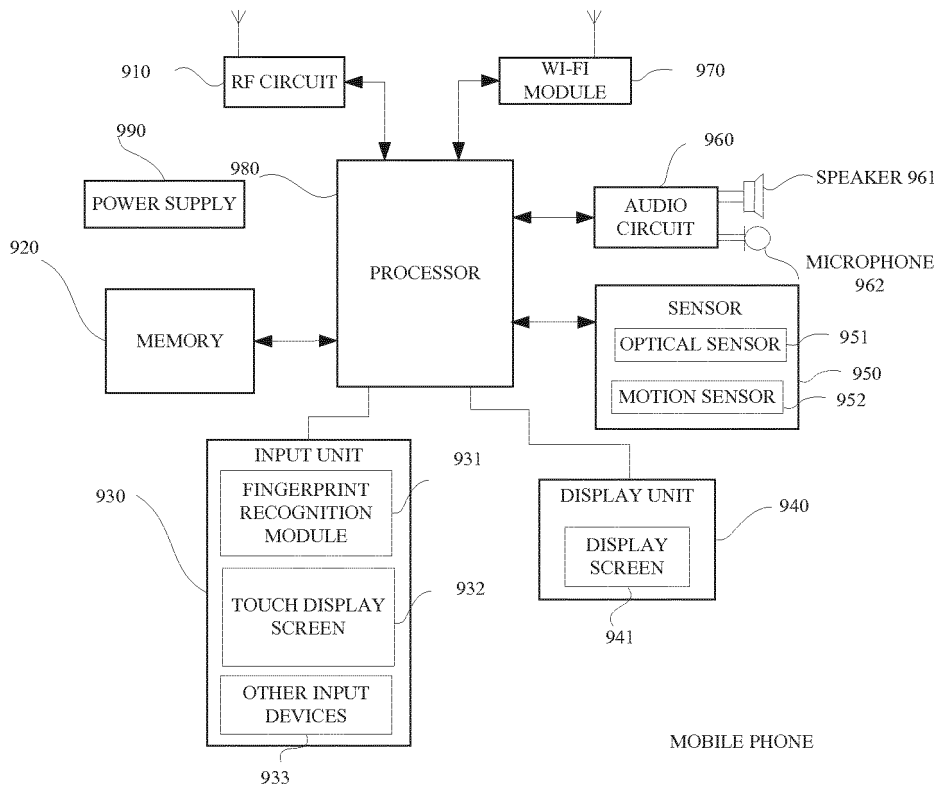 910
RF CIRCUIT
WI-FI
MODULE
970
990
POWER SUPPLY
980
PROCESSOR
960
AUDIO
CIRCUIT
SPEAKER 961
MICROPHONE
962
920
MEMORY
SENSOR
OPTICAL SENSOR
951
950
MOTION SENSOR
952
INPUT UNIT
931
930
FINGERPRINT
RECOGNITION
MODULE
TOUCH DISPLAY
SCREEN
932
OTHER INPUT
DEVICES
933
DISPLAY UNIT
940
DISPLAY
SCREEN
941
MOBILE PHONE